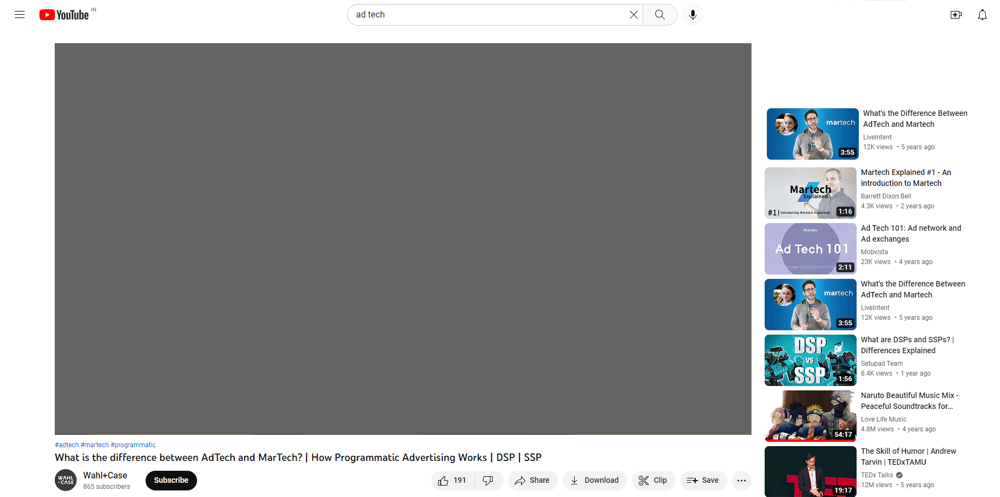 YouTube IN
ad tech
#adtech #martech #programmatic
What is the difference between AdTech and MarTech? | How Programmatic Advertising Works | DSP | SSP
WAHL
+CASE
Wahl+Case
865 subscribers
Subscribe
191
Share
Download
Clip
Save
martech
3:55
What's the Difference Between
AdTech and Martech
LiveIntent
12K views • 5 years ago
Martech
Explained
#1 | Introducing Martech Explained
1:16
Martech Explained #1 - An
introduction to Martech
Barrett Dixon Bell
4.3K views • 2 years ago
Mobvista.
Ad Tech 101
2:11
Ad Tech 101: Ad network and
Ad exchanges
Mobvista
23K views • 4 years ago
martech
3:55
What's the Difference Between
AdTech and Martech
LiveIntent
12K views • 5 years ago
DSP
VS
SSP
DSP
SSP
1:56
What are DSPs and SSPs? |
Differences Explained
Setupad Team
8.4K views • 1 year ago
54:17
Naruto Beautiful Music Mix -
Peaceful Soundtracks for...
Love Life Music
4.8M views • 4 years ago
19:17
The Skill of Humor | Andrew
Tarvin | TEDxTAMU
TEDx Talks
12M views • 5 years ago